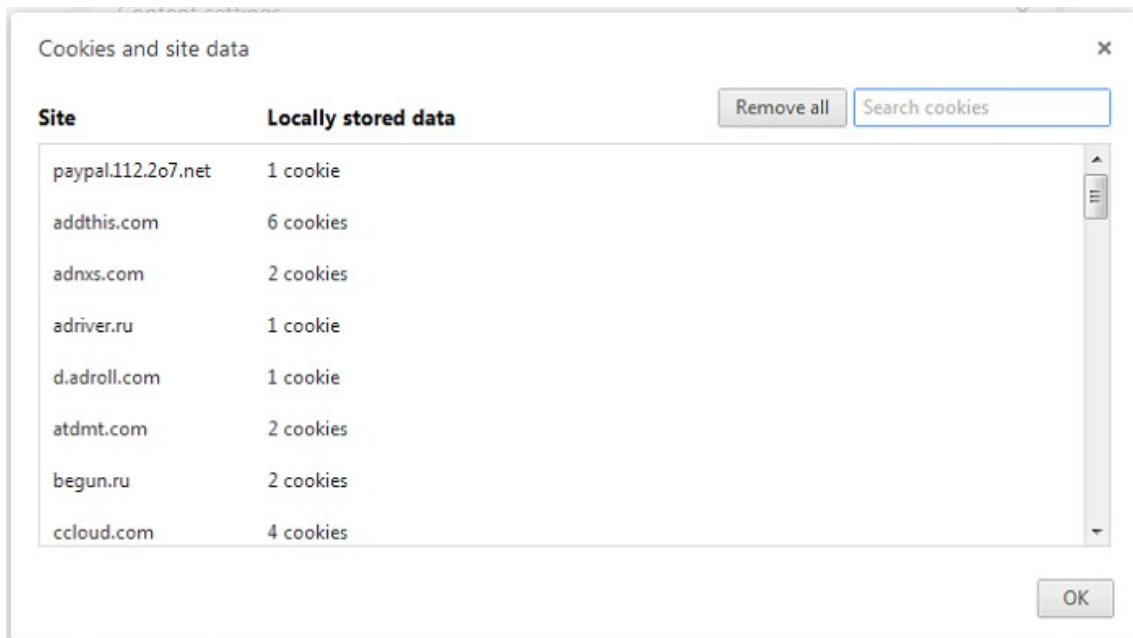 Content settings
Cookies and site data
Site Locally stored data Remove all Search cookies
paypal.112.2o7.net 1 cookie
addthis.com 6 cookies
adnxs.com 2 cookies
adriver.ru 1 cookie
d.adroll.com 1 cookie
atdmt.com 2 cookies
begun.ru 2 cookies
ccloud.com 4 cookies
OK